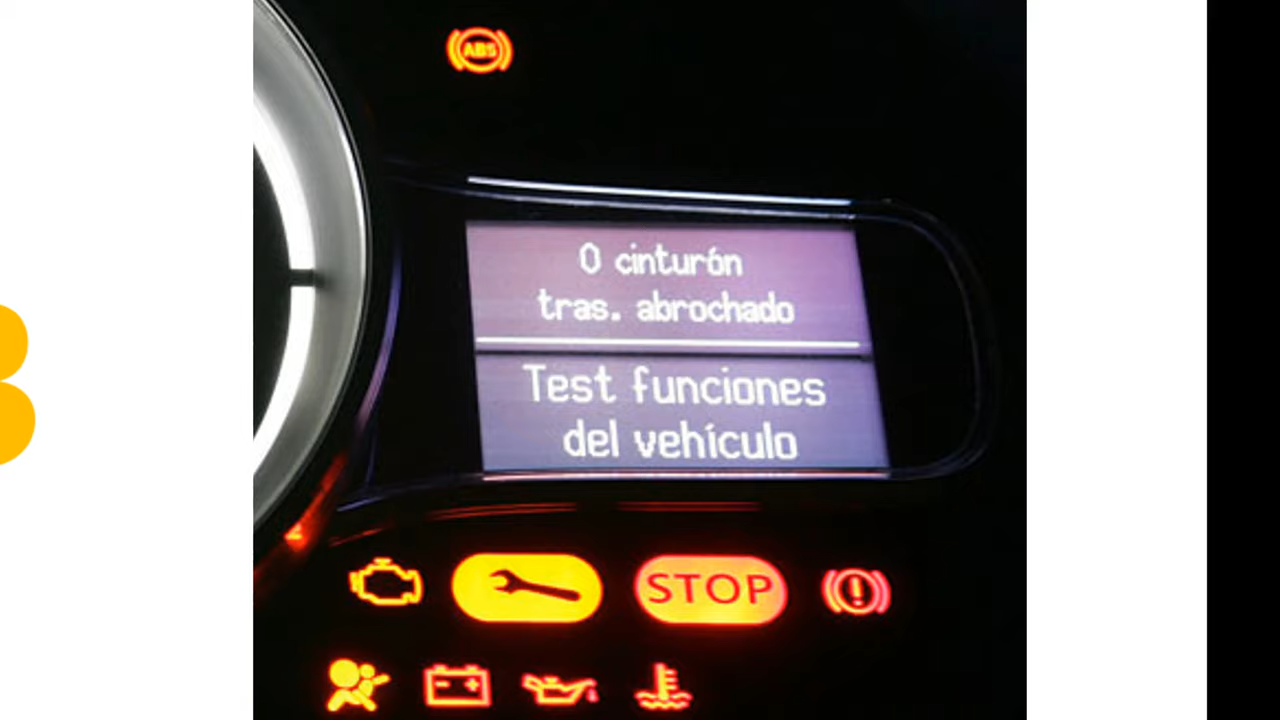 ABS
0 cinturón
tras. abrochado
Test funciones
del vehículo
STOP